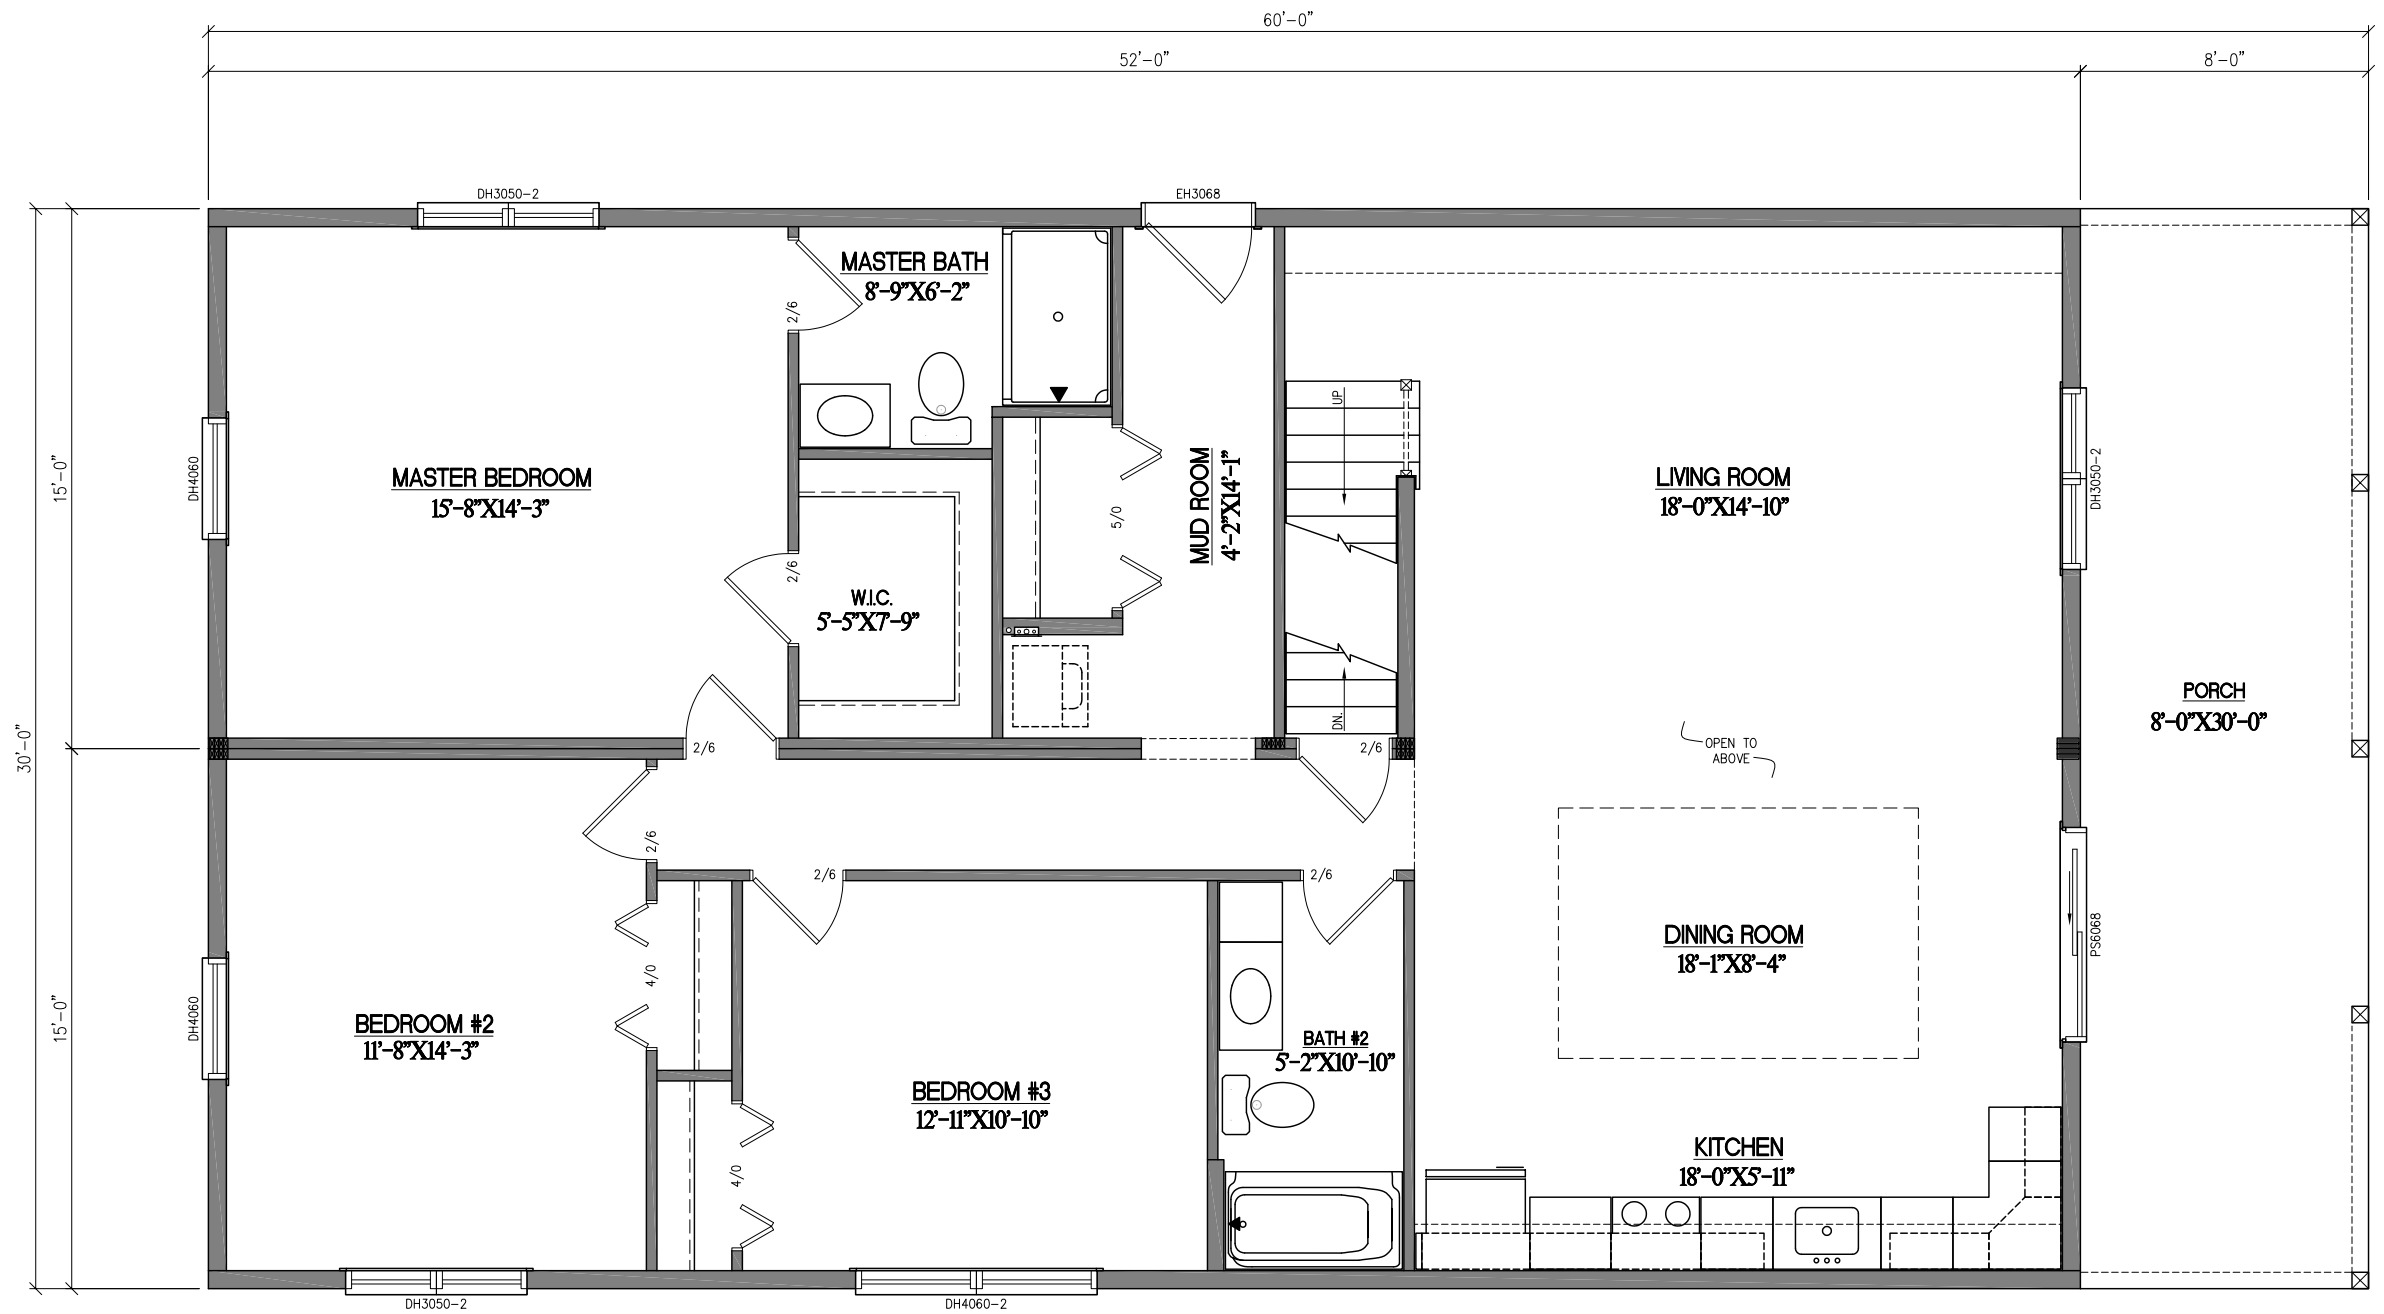 60'-0"
52'-0"
8'-0"
DH3050-2
EH3068
MASTER BATH
8'-9"X6'-2"
2/6
UP
15'-0"
DH4060
MASTER BEDROOM
15'-8"X14'-3"
5/0
MUD ROOM
4'-2"X14'-1"
LIVING ROOM
18'-0"X14'-10"
DH3050-2
2/6
W.I.C.
5'-5"X7'-9"
DN.
PORCH
8'-0"X30'-0"
30'-0"
2/6
2/6
OPEN TO
ABOVE
2/6
2/6
2/6
DINING ROOM
18'-1"X8'-4"
PS6068
4/0
15'-0"
DH4060
BEDROOM #2
11'-8"X14'-3"
BATH #2
5'-2"X10'-10"
BEDROOM #3
12'-11"X10'-10"
KITCHEN
18'-0"X5'-11"
4/0
DH3050-2
DH4060-2